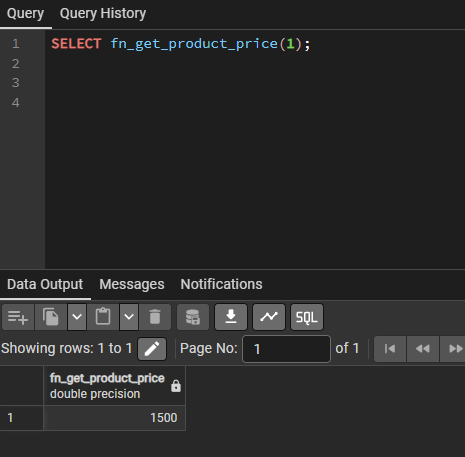 Query Query History
1 SELECT fn_get_product_price(1);
2
3
4
Data Output Messages Notifications
SQL
Showing rows: 1 to 1 Page No: 1 of 1
fn_get_product_price
double precision
1 1500